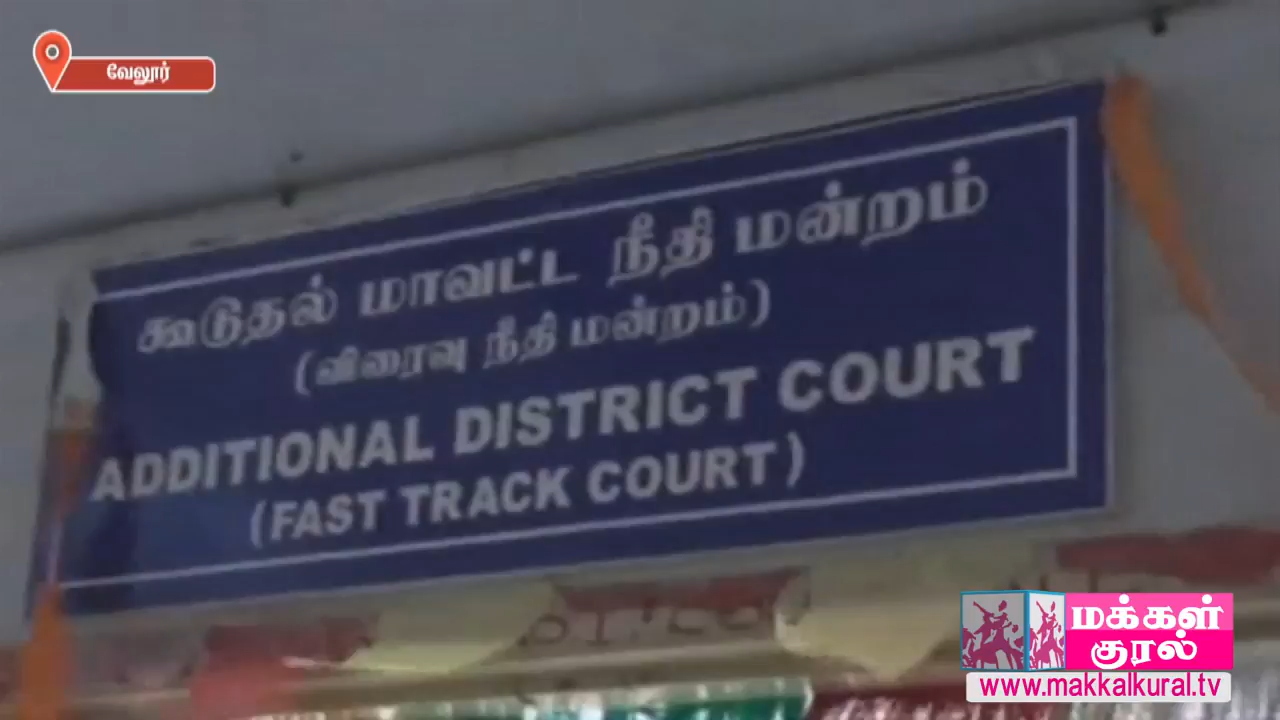 வேலூர்
கூடுதல் மாவட்ட நீதி மன்றம்
(விரைவு நீதி மன்றம்)
ADDITIONAL DISTRICT COURT
(FAST TRACK COURT)
மக்கள்
குரல்
www.makkalkural.tv